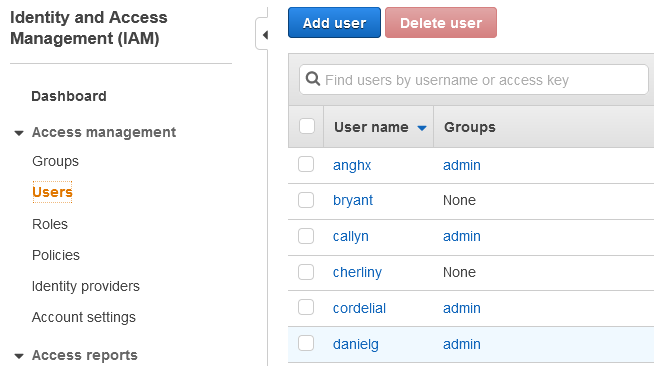 Identity and Access
Management (IAM)
Dashboard
Access management
Groups
Users
Roles
Policies
Identity providers
Account settings
Access reports
Add user Delete user
Find users by username or access key
User name Groups
anghx admin
bryant None
callyn admin
cherliny None
cordelial admin
danielg admin